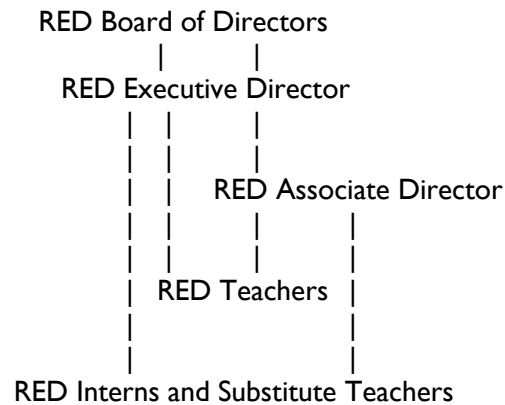 RED Board of Directors
RED Executive Director
RED Associate Director
RED Teachers
RED Interns and Substitute Teachers